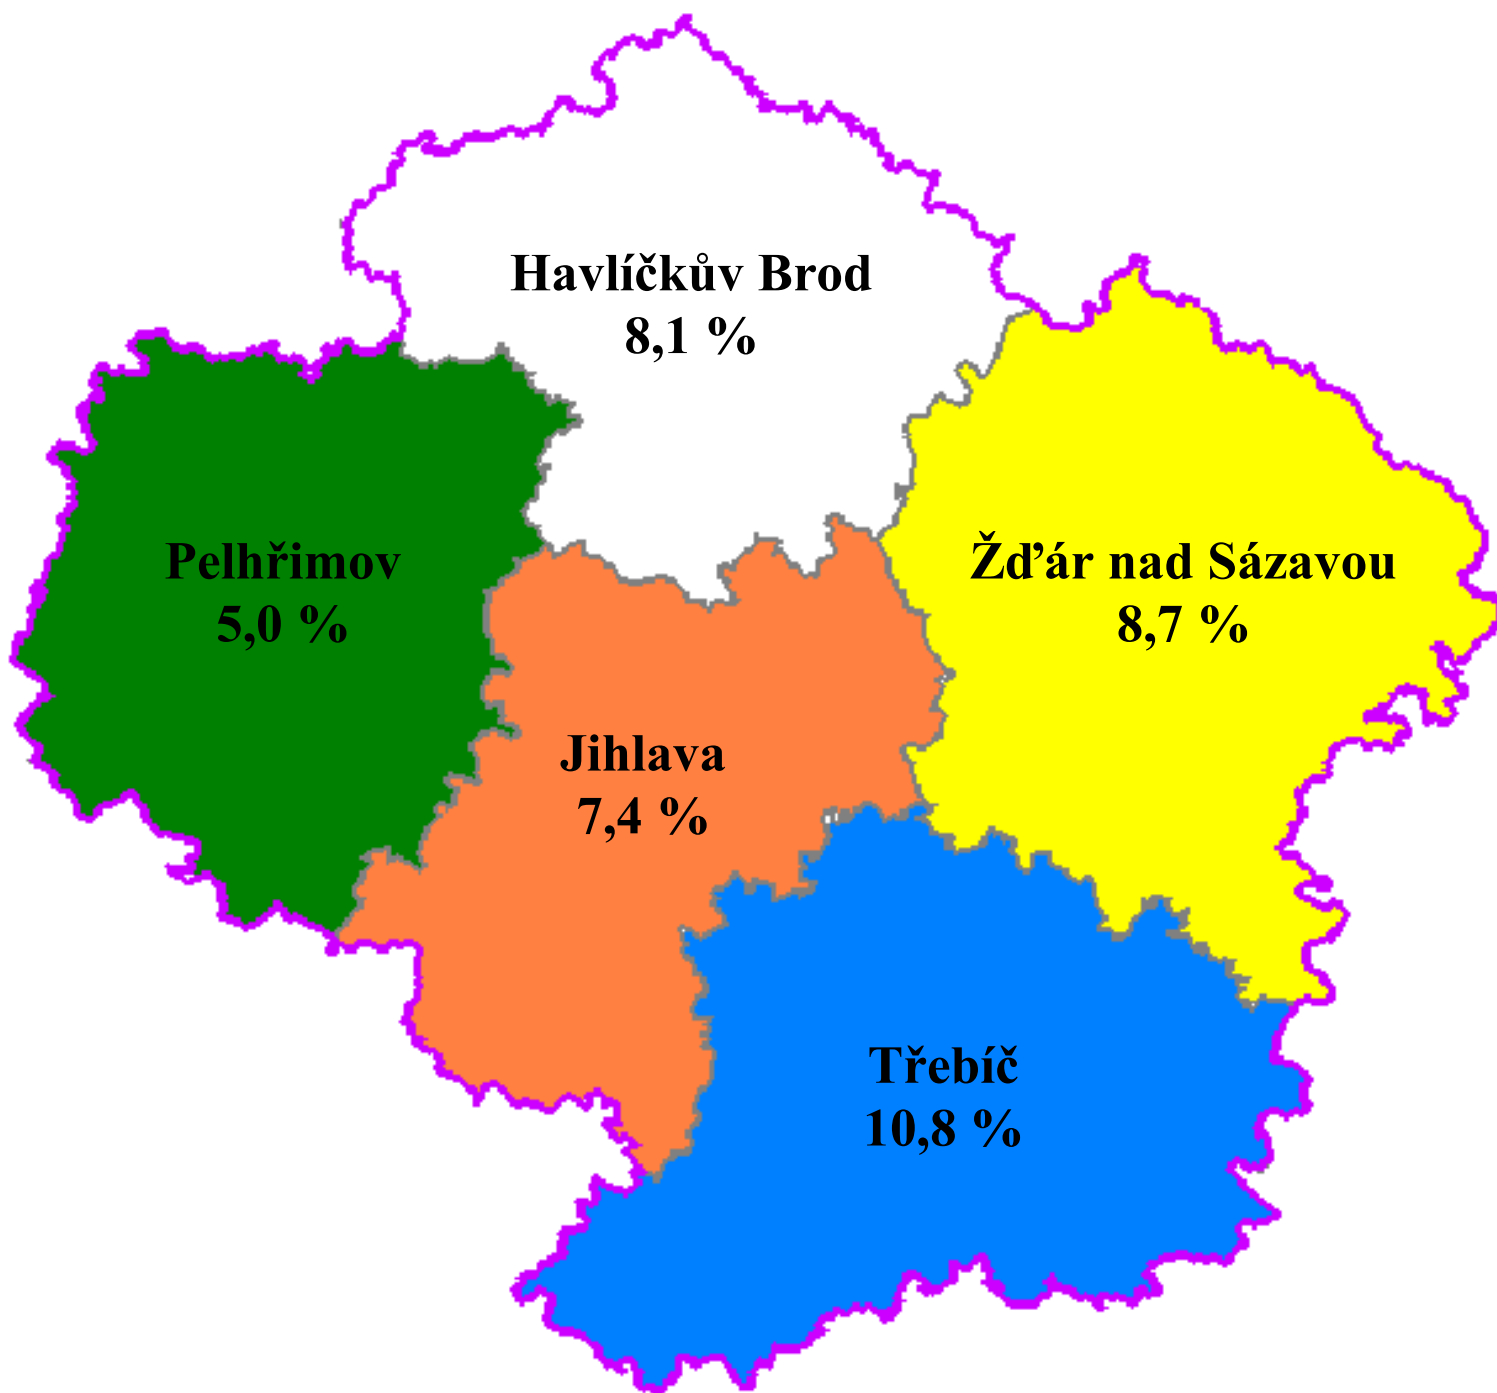 Havlíčkův Brod
8,1 %
Pelhřimov
5,0 %
Žďár nad Sázavou
8,7 %
Jihlava
7,4 %
Třebíč
10,8 %